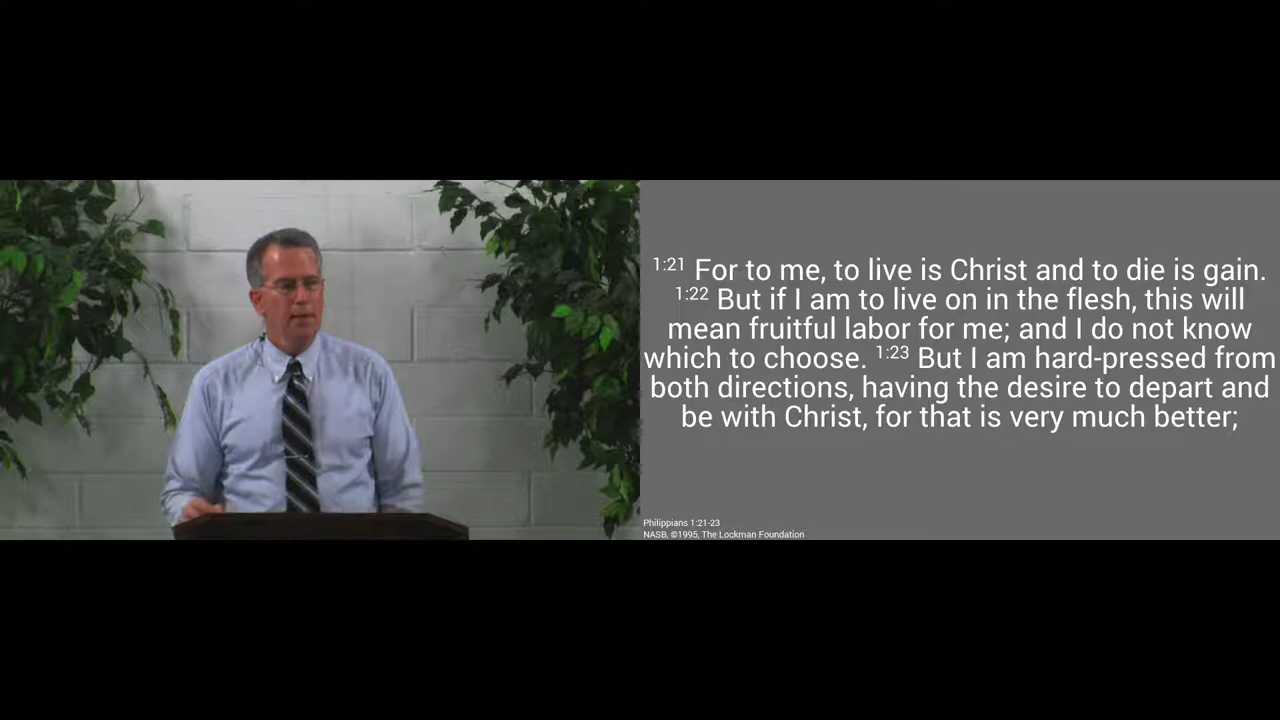 1:21 For to me, to live is Christ and to die is gain.
1:22 But if I am to live on in the flesh, this will
mean fruitful labor for me; and I do not know
which to choose. 1:23 But I am hard-pressed from
both directions, having the desire to depart and
be with Christ, for that is very much better;
Philippians 1:21-23
NASB, ©1995, The Lockman Foundation